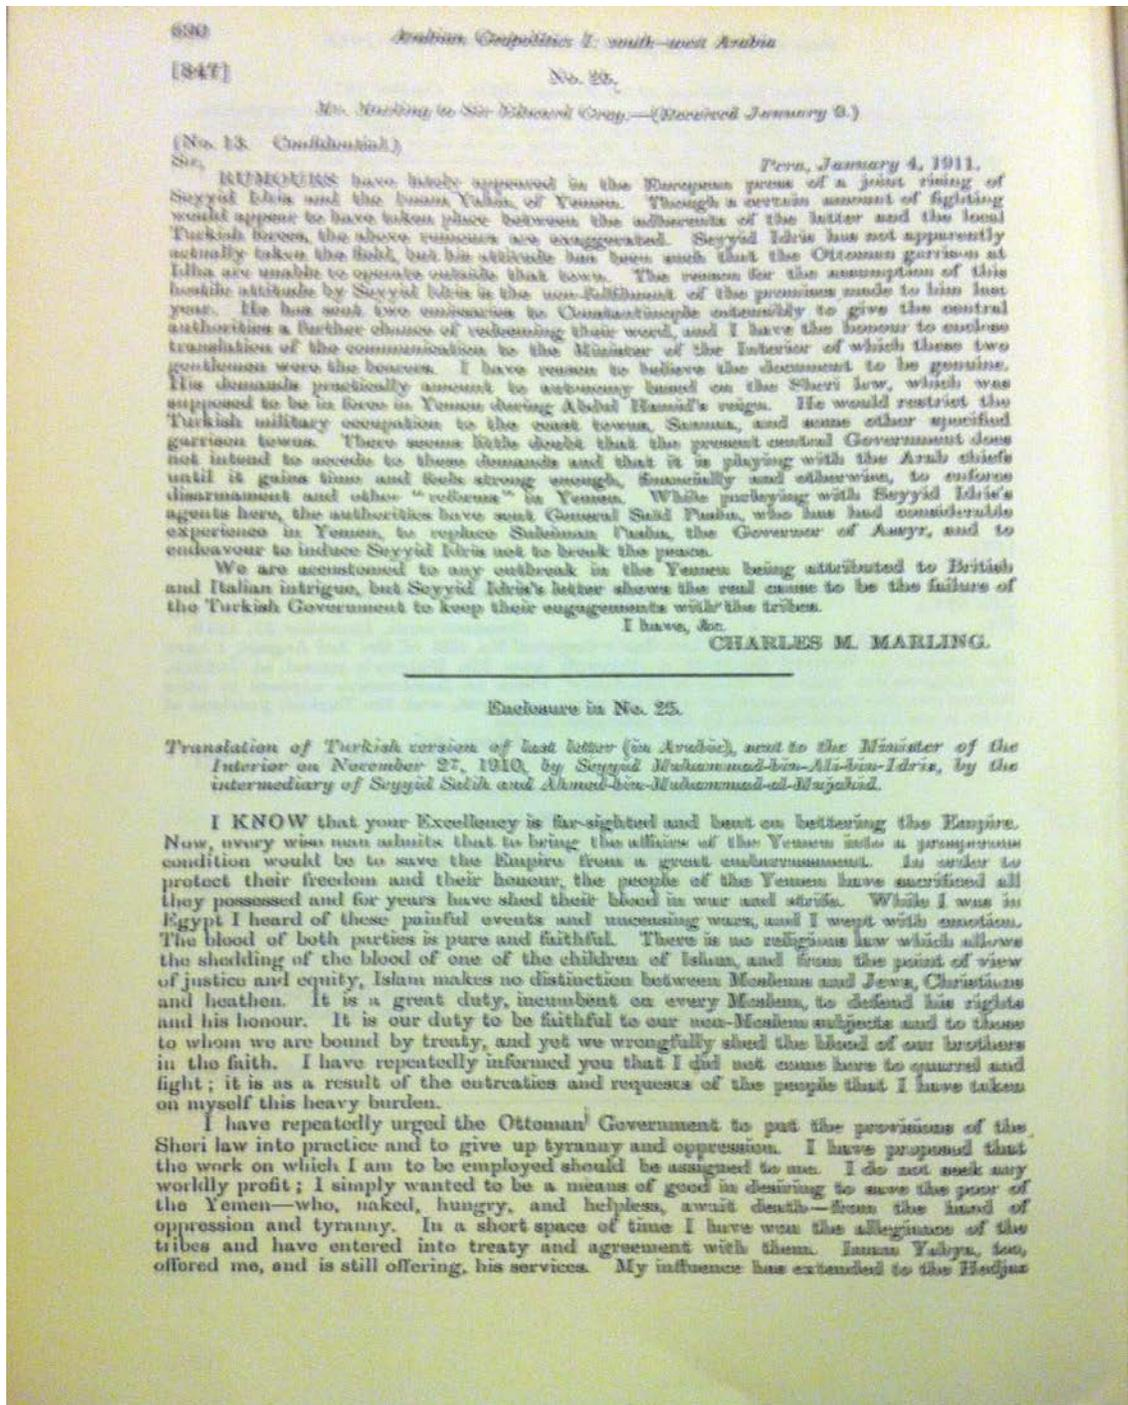 690
Arabian Geopolitics I: south-west Arabia
[847]
No. 25.
Mr. Marling to Sir Edward Grey.—(Received January 9.)
(No. 13. Confidential.)
Sir,
Pera, January 4, 1911.
RUMOURS have lately appeared in the European press of a joint rising of
Seyyid Idris and the Imam Yahia of Yemen. Though a certain amount of fighting
would appear to have taken place between the adherents of the latter and the local
Turkish forces, the above rumours are exaggerated. Seyyid Idris has not apparently
actually taken the field, but his attitude has been such that the Ottoman garrison at
Ibha are unable to operate outside that town. The reason for the assumption of this
hostile attitude by Seyyid Idris is the non-fulfilment of the promises made to him last
year. He has sent two emissaries to Constantinople ostensibly to give the central
authorities a further chance of redeeming their word, and I have the honour to enclose
translation of the communication to the Minister of the Interior of which these two
gentlemen were the bearers. I have reason to believe the document to be genuine.
His demands practically amount to autonomy based on the Sheri law, which was
supposed to be in force in Yemen during Abdul Hamid's reign. He would restrict the
Turkish military occupation to the coast towns, Sanaa, and some other specified
garrison towns. There seems little doubt that the present central Government does
not intend to accede to these demands and that it is playing with the Arab chiefs
until it gains time and feels strong enough, financially and otherwise, to enforce
disarmament and other "reforms" in Yemen. While parleying with Seyyid Idris's
agents here, the authorities have sent General Said Pasha, who has had considerable
experience in Yemen, to replace Suleiman Pasha, the Governor of Assyr, and to
endeavour to induce Seyyid Idris not to break the peace.
We are accustomed to any outbreak in the Yemen being attributed to British
and Italian intrigue, but Seyyid Idris's letter shows the real cause to be the failure of
the Turkish Government to keep their engagements with the tribes.
I have, &c.
CHARLES M. MARLING.
Enclosure in No. 25.
Translation of Turkish version of last letter (in Arabic), sent to the Minister of the
Interior on November 27, 1910, by Seyyid Muhammad-bin-Ali-bin-Idris, by the
intermediary of Seyyid Salih and Ahmed-bin-Muhammad-al-Mujahid.
I KNOW that your Excellency is far-sighted and bent on bettering the Empire.
Now, every wise man admits that to bring the affairs of the Yemen into a prosperous
condition would be to save the Empire from a great embarrassment. In order to
protect their freedom and their honour, the people of the Yemen have sacrificed all
they possessed and for years have shed their blood in war and strife. While I was in
Egypt I heard of these painful events and unceasing wars, and I wept with emotion.
The blood of both parties is pure and faithful. There is no religious law which allows
the shedding of the blood of one of the children of Islam, and from the point of view
of justice and equity, Islam makes no distinction between Moslems and Jews, Christians
and heathen. It is a great duty, incumbent on every Moslem, to defend his rights
and his honour. It is our duty to be faithful to our non-Moslem subjects and to those
to whom we are bound by treaty, and yet we wrongfully shed the blood of our brothers
in the faith. I have repeatedly informed you that I did not come here to quarrel and
fight; it is as a result of the entreaties and requests of the people that I have taken
on myself this heavy burden.
I have repeatedly urged the Ottoman Government to put the provisions of the
Sheri law into practice and to give up tyranny and oppression. I have proposed that
the work on which I am to be employed should be assigned to me. I do not seek any
worldly profit; I simply wanted to be a means of good in desiring to save the poor of
the Yemen—who, naked, hungry, and helpless, await death—from the hand of
oppression and tyranny. In a short space of time I have won the allegiance of the
tribes and have entered into treaty and agreement with them. Imam Yahya, too,
offered me, and is still offering, his services. My influence has extended to the Hedjaz